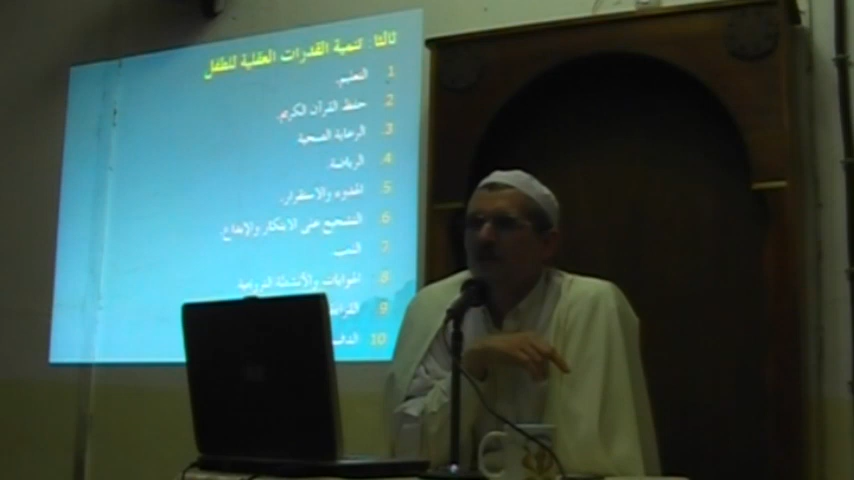 ثالثا: تنمية القدرات العقلية للطفل
1. التعليم.
2. حفظ القرآن الكريم.
3. الرعاية الصحية
4. الرياضة.
5. الهدوء والاستقرار.
6. التشجيع على الابتكار والإبداع.
7. اللعب.
8. الهوايات والأنشطة الترويحية
9.
10